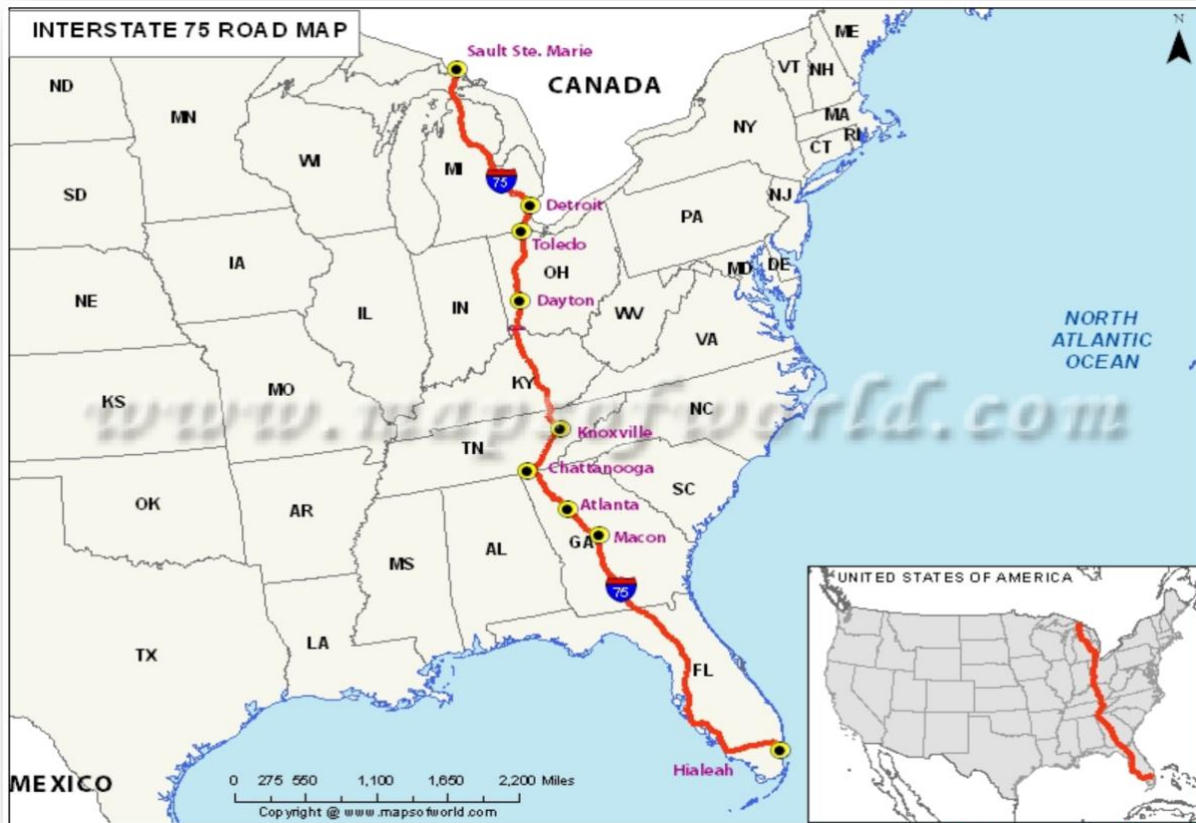 INTERSTATE 75 ROAD MAP
N
Sault Ste. Marie
CANADA
ME
VT
NH
ND
MN
MA
RI
NY
CT
WI
MI
75
SD
Detroit
NJ
PA
Toledo
IA
OH
MD
DE
NE
Dayton
IL
IN
WV
NORTH
ATLANTIC
OCEAN
VA
KY
MO
KS
www.mapsofworld.com
NC
Knoxville
TN
Chattanooga
SC
OK
AR
Atlanta
GA
Macon
AL
MS
75
UNITED STATES OF AMERICA
LA
TX
FL
Hialeah
MEXICO
0 275 550 1,100 1,650 2,200 Miles
Copyright @ www.mapsofworld.com